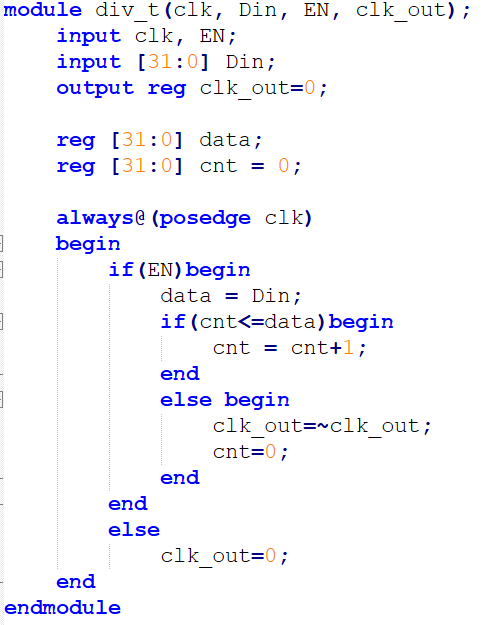 module div_t(clk, Din, EN, clk_out);
    input clk, EN;
    input [31:0] Din;
    output reg clk_out=0;

    reg [31:0] data;
    reg [31:0] cnt = 0;

    always@(posedge clk)
    begin
        if(EN)begin
            data = Din;
            if(cnt<=data)begin
                cnt = cnt+1;
            end
            else begin
                clk_out=~clk_out;
                cnt=0;
            end
        end
        else
            clk_out=0;
    end
endmodule